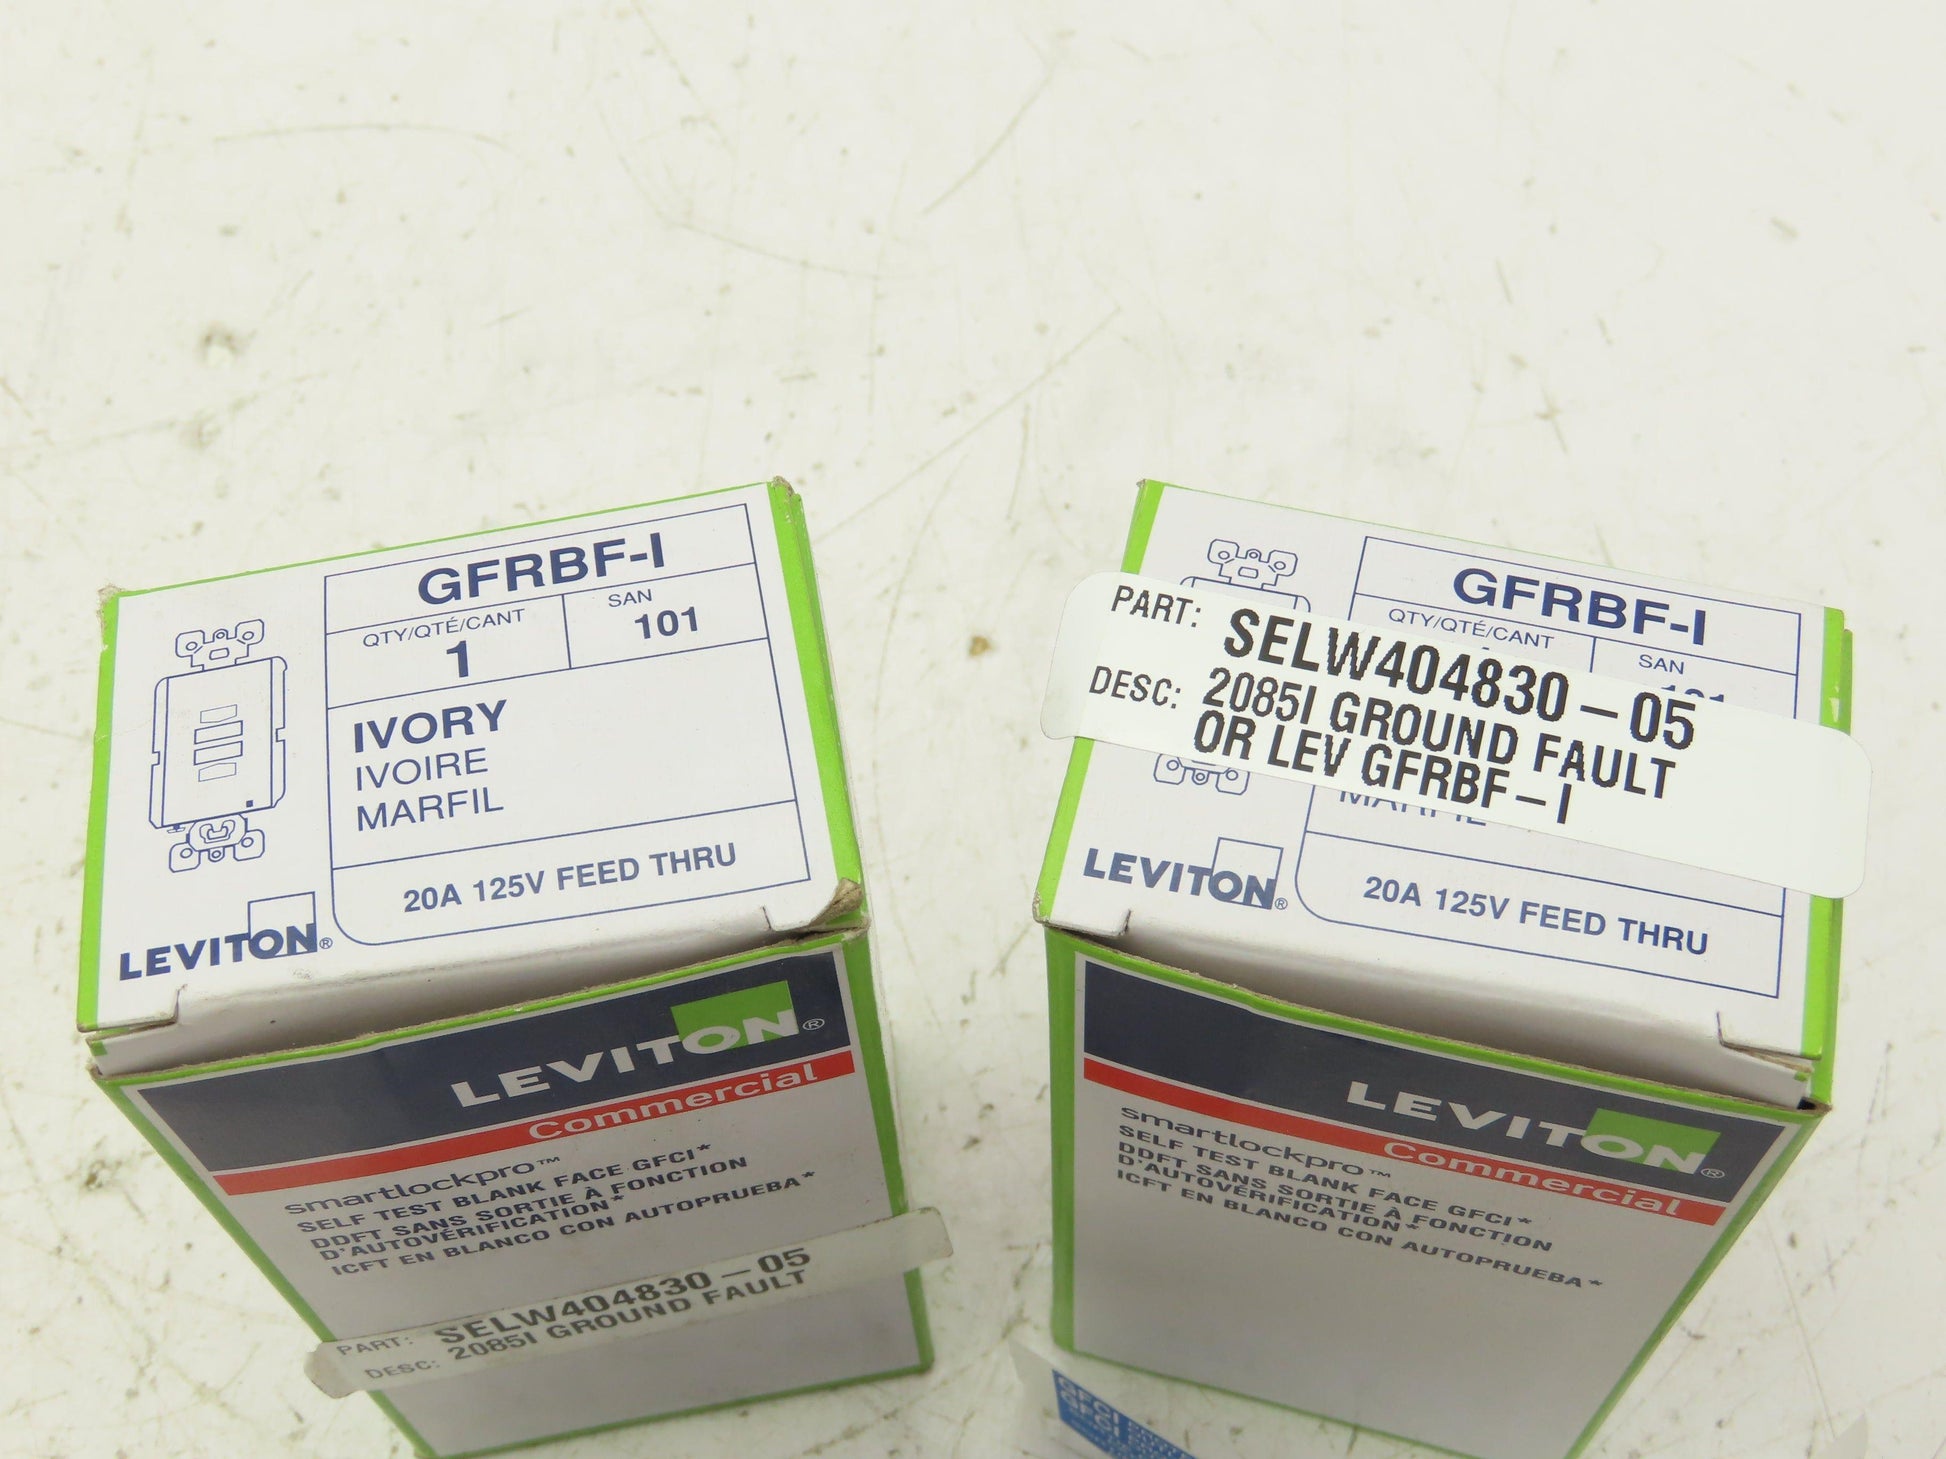 GFRBF-I
QTY/QTÉ/CANT
1
SAN
101
IVORY
IVOIRE
MARFIL
20A 125V FEED THRU
LEVITON®
LEVITON®
Commercial
smartlockpro™
SELF TEST BLANK FACE GFCI*
DDFT SANS SORTIE À FONCTION
D'AUTOVÉRIFICATION*
ICFT EN BLANCO CON AUTOPRUEBA*
PART: SELW404830-05
DESC: 2085I GROUND FAULT
GFRBF-I
QTY/QTÉ/CANT
SAN
PART: SELW404830-05
DESC: 2085I GROUND FAULT
OR LEV GFRBF-I
20A 125V FEED THRU
LEVITON®
LEVITON®
Commercial
smartlockpro™
SELF TEST BLANK FACE GFCI*
DDFT SANS SORTIE À FONCTION
D'AUTOVÉRIFICATION*
ICFT EN BLANCO CON AUTOPRUEBA*
GFCI
GFCI